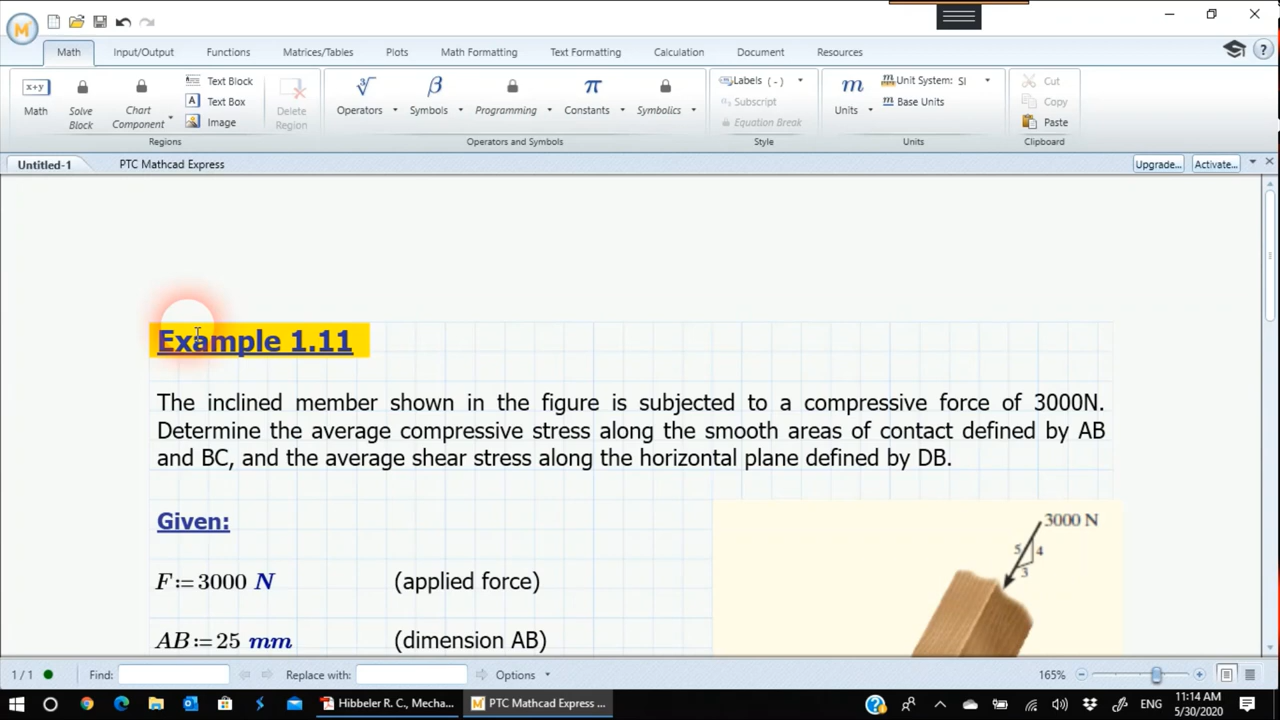 Math Input/Output Functions Matrices/Tables Plots Math Formatting Text Formatting Calculation Document Resources
Math
Solve Block
Chart Component
Text Block
Text Box
Image
Delete Region
Regions
Operators
Symbols
Programming
Constants
Symbolics
Operators and Symbols
Labels ( - )
Subscript
Equation Break
Style
Units
Unit System: SI
Base Units
Units
Cut
Copy
Paste
Clipboard
Untitled-1 PTC Mathcad Express Upgrade... Activate...
Example 1.11
The inclined member shown in the figure is subjected to a compressive force of 3000N.
Determine the average compressive stress along the smooth areas of contact defined by AB
and BC, and the average shear stress along the horizontal plane defined by DB.
Given:
3000 N
5 4
3
F:=3000 N (applied force)
AB:=25 mm (dimension AB)
1 / 1 Find: Replace with: Options 165%
Hibbeler R. C., Mecha... PTC Mathcad Express ... ENG 11:14 AM
5/30/2020